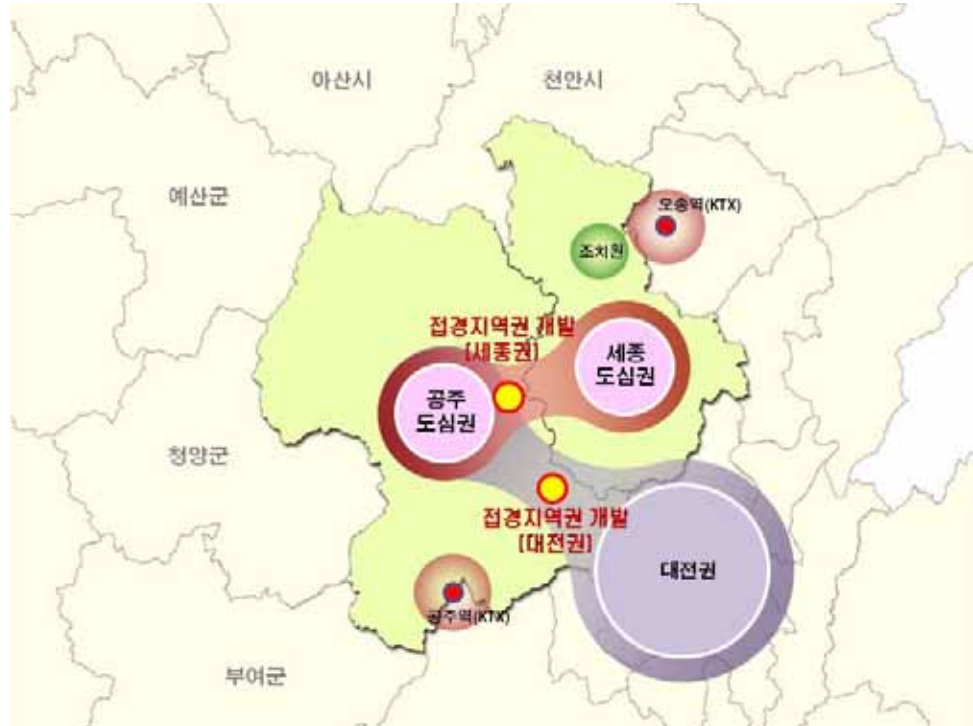 아산시
천안시
예산군
오송역(KTX)
조치원
접경지역권 개발
[세종권]
세종
도심권
공주
도심권
청양군
접경지역권 개발
[대전권]
대전권
공주역(KTX)
부여군